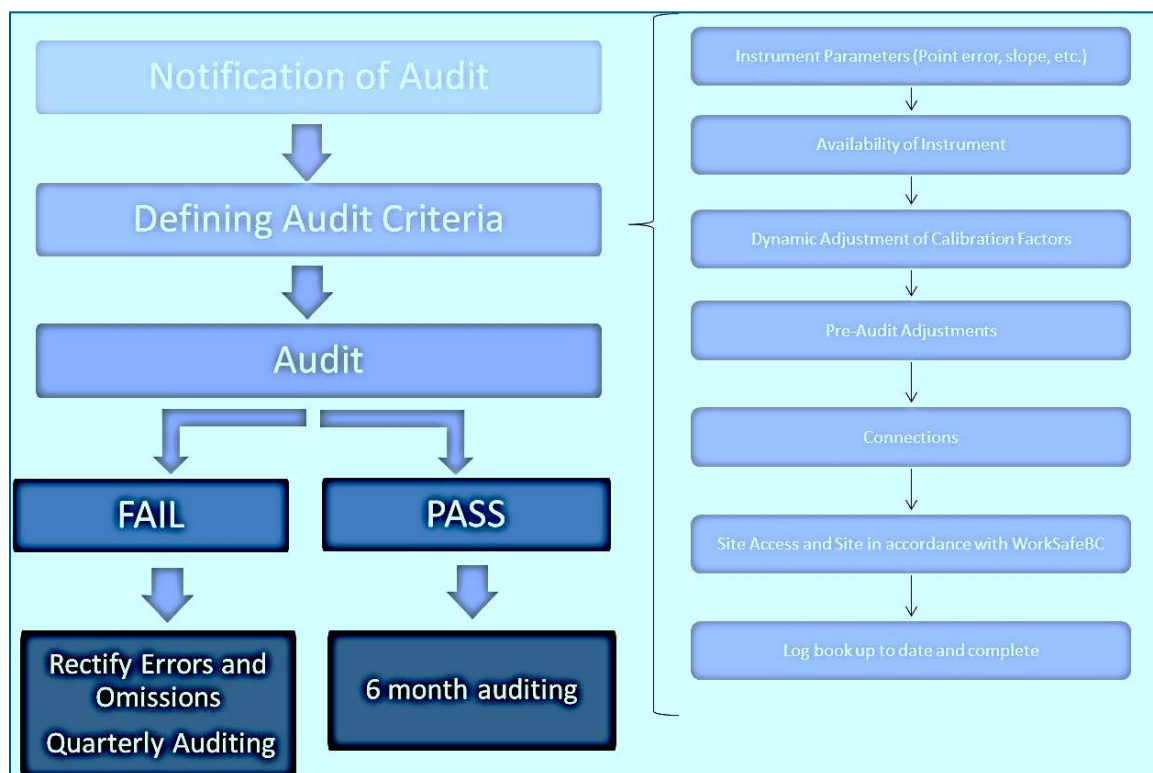 Notification of Audit
Defining Audit Criteria
Audit
FAIL
PASS
Rectify Errors and
Omissions
Quarterly Auditing
6 month auditing
Instrument Parameters (Point error, slope, etc.)
Availability of Instrument
Dynamic Adjustment of Calibration Factors
Pre-Audit Adjustments
Connections
Site Access and Site in accordance with WorkSafeBC
Log book up to date and complete